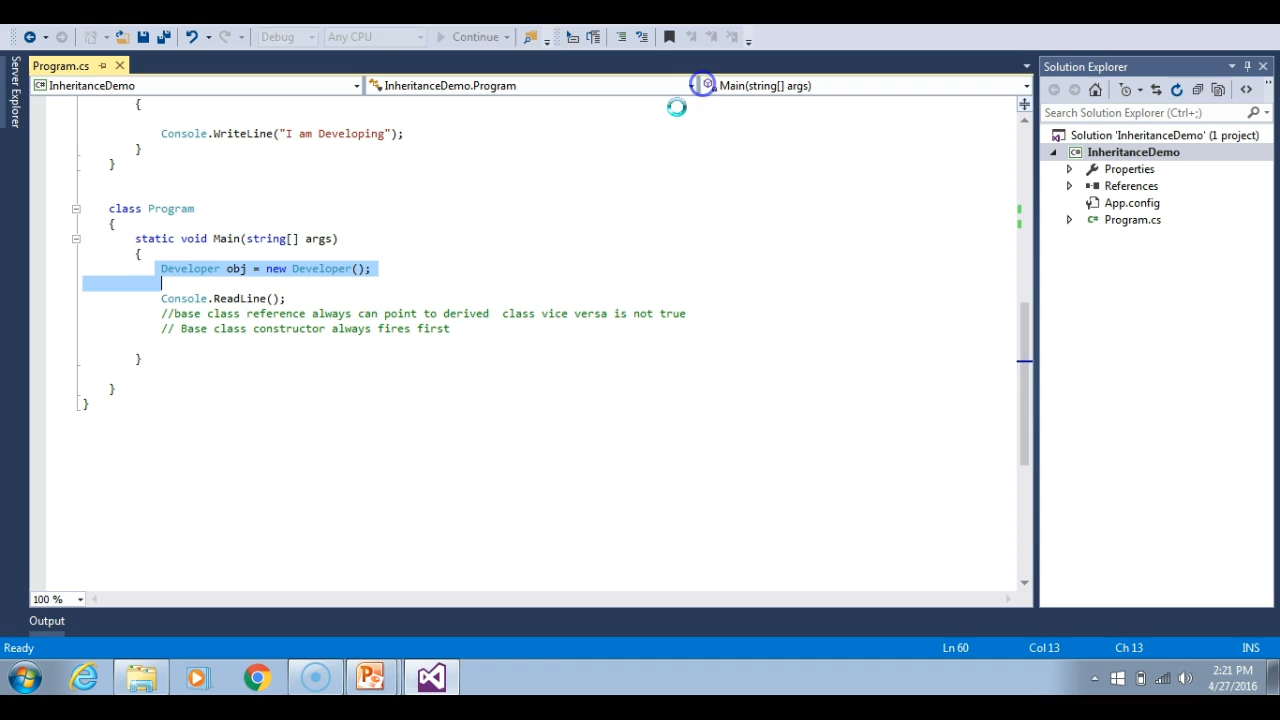 Debug Any CPU Continue
Server Explorer
Program.cs
InheritanceDemo InheritanceDemo.Program Main(string[] args)
{
Console.WriteLine("I am Developing");
}
}
class Program
{
static void Main(string[] args)
{
Developer obj = new Developer();
Console.ReadLine();
//base class reference always can point to derived  class vice versa is not true
// Base class constructor always fires first
}
}
}
100 %
Output
Solution Explorer
Search Solution Explorer (Ctrl+;)
Solution 'InheritanceDemo' (1 project)
C# InheritanceDemo
Properties
References
App.config
C# Program.cs
Ready Ln 60 Col 13 Ch 13 INS
2:21 PM
4/27/2016